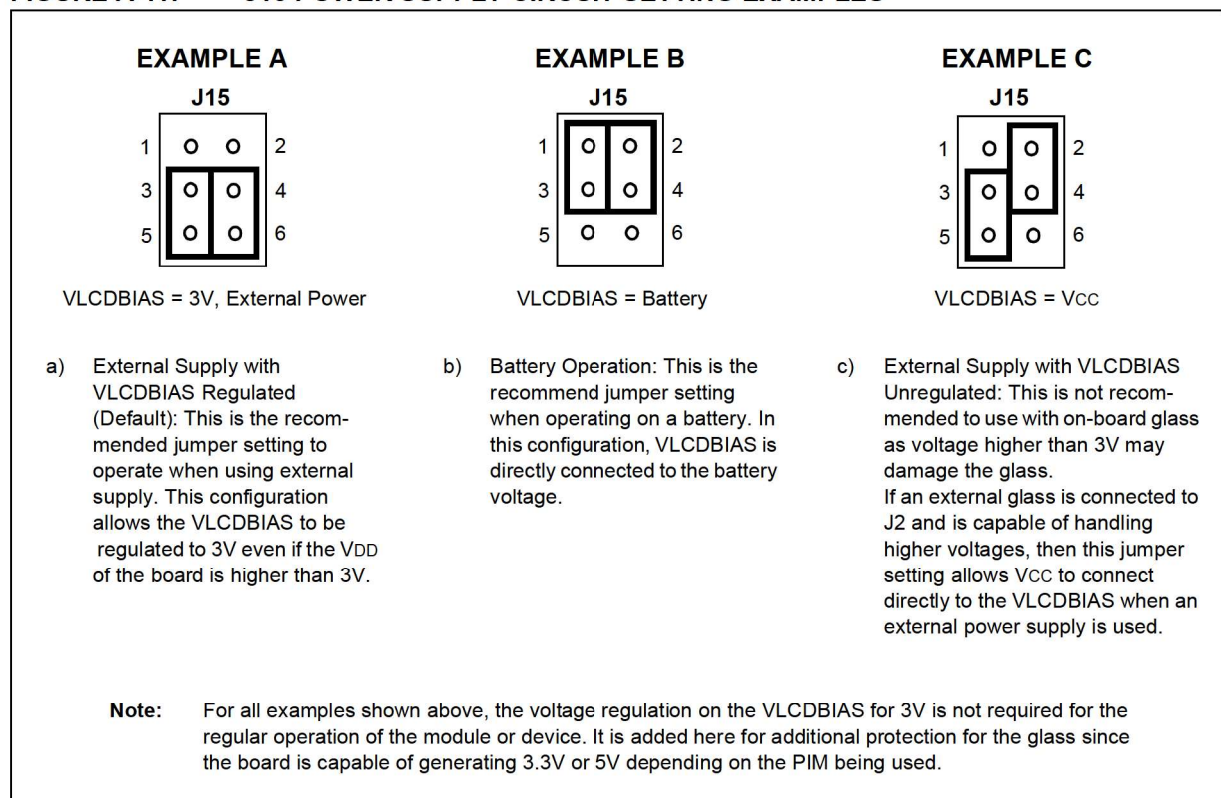 EXAMPLE A
J15
1 2
3 4
5 6
VLCDBIAS = 3V, External Power
a) External Supply with
VLCDBIAS Regulated
(Default): This is the recom-
mended jumper setting to
operate when using external
supply. This configuration
allows the VLCDBIAS to be
regulated to 3V even if the VDD
of the board is higher than 3V.
EXAMPLE B
J15
1 2
3 4
5 6
VLCDBIAS = Battery
b) Battery Operation: This is the
recommend jumper setting
when operating on a battery. In
this configuration, VLCDBIAS is
directly connected to the battery
voltage.
EXAMPLE C
J15
1 2
3 4
5 6
VLCDBIAS = VCC
c) External Supply with VLCDBIAS
Unregulated: This is not recom-
mended to use with on-board glass
as voltage higher than 3V may
damage the glass.
If an external glass is connected to
J2 and is capable of handling
higher voltages, then this jumper
setting allows VCC to connect
directly to the VLCDBIAS when an
external power supply is used.
Note: For all examples shown above, the voltage regulation on the VLCDBIAS for 3V is not required for the
regular operation of the module or device. It is added here for additional protection for the glass since
the board is capable of generating 3.3V or 5V depending on the PIM being used.